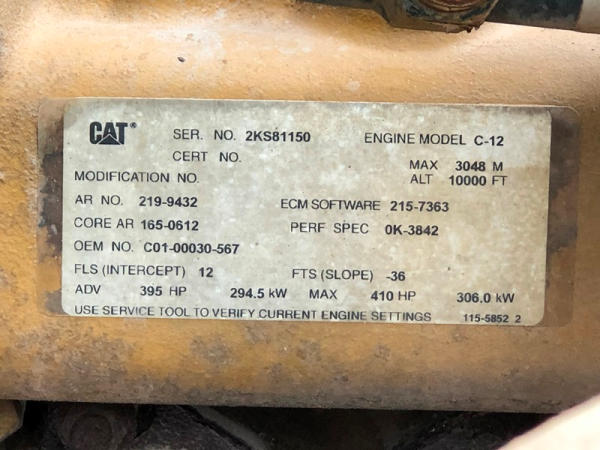 CAT® SER. NO. 2KS81150 ENGINE MODEL C-12
CERT NO. MAX 3048 M
MODIFICATION NO. ALT 10000 FT
AR NO. 219-9432 ECM SOFTWARE 215-7363
CORE AR 165-0612 PERF SPEC 0K-3842
OEM NO. C01-00030-567
FLS (INTERCEPT) 12 FTS (SLOPE) -36
ADV 395 HP 294.5 kW MAX 410 HP 306.0 kW
USE SERVICE TOOL TO VERIFY CURRENT ENGINE SETTINGS 115-5852 2